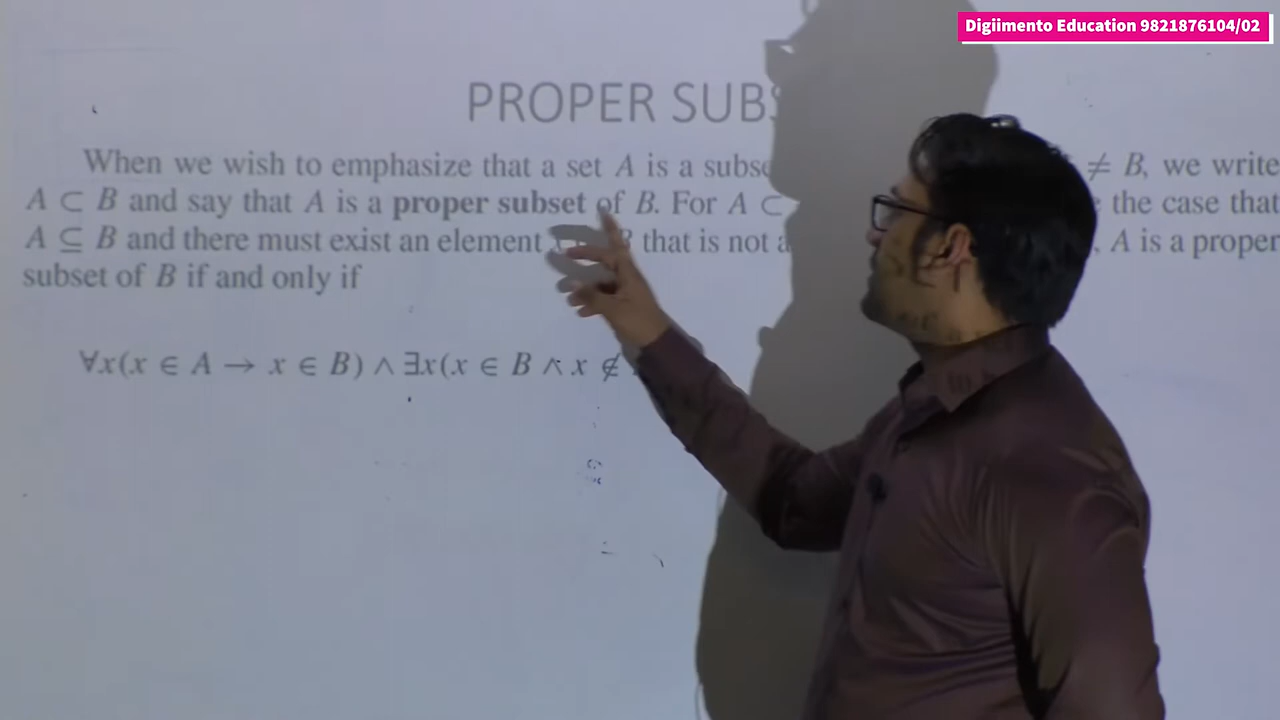 Digiimento Education 9821876104/02
PROPER SUBS
When we wish to emphasize that a set A is a subse ≠ B, we write
A ⊂ B and say that A is a proper subset of B. For A ⊂ the case that
A ⊆ B and there must exist an element B that is not a , A is a proper
subset of B if and only if
∀x(x ∈ A → x ∈ B) ∧ ∃x(x ∈ B ∧ x ∉